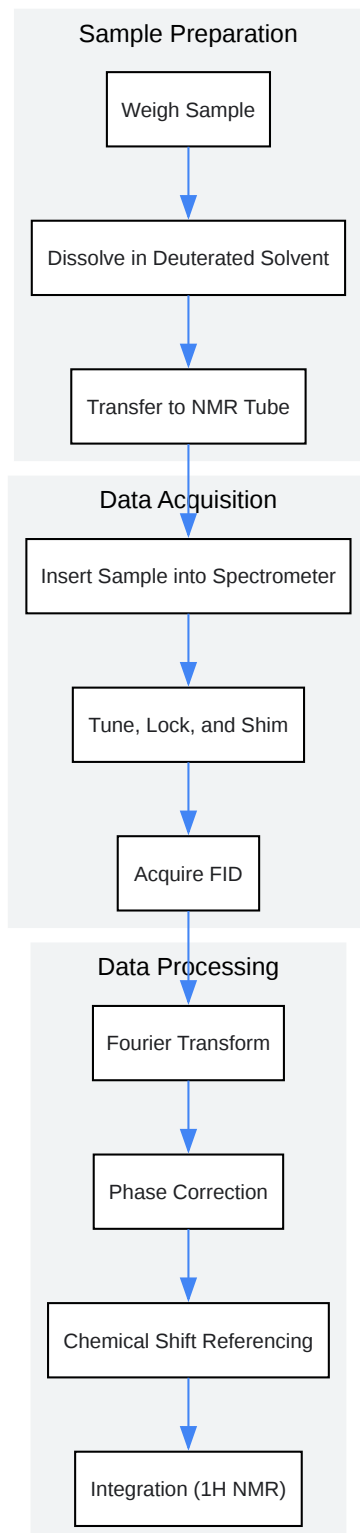 Sample Preparation
Weigh Sample
Dissolve in Deuterated Solvent
Transfer to NMR Tube
Data Acquisition
Insert Sample into Spectrometer
Tune, Lock, and Shim
Acquire FID
Data Processing
Fourier Transform
Phase Correction
Chemical Shift Referencing
Integration (1H NMR)